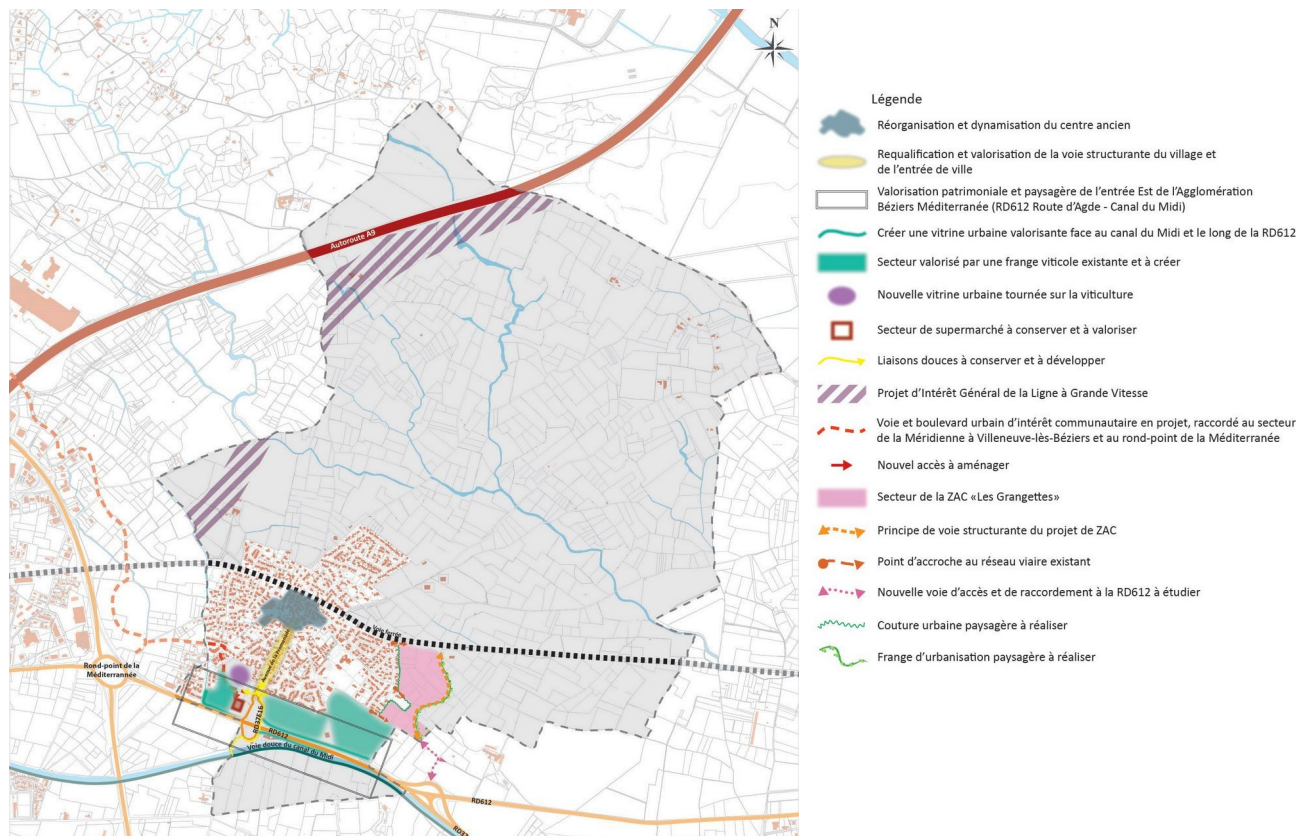 N
Autoroute A9
Voie ferrée
Rond-point de la
Méditerrannée
RD37E16
RD612
Voie douce du Canal du Midi
RD612
Légende
Réorganisation et dynamisation du centre ancien
Requalification et valorisation de la voie structurante du village et
de l'entrée de ville
Valorisation patrimoniale et paysagère de l'entrée Est de l'Agglomération
Béziers Méditerranée (RD612 Route d'Agde - Canal du Midi)
Créer une vitrine urbaine valorisante face au canal du Midi et le long de la RD612
Secteur valorisé par une frange viticole existante et à créer
Nouvelle vitrine urbaine tournée sur la viticulture
Secteur de supermarché à conserver et à valoriser
Liaisons douces à conserver et à développer
Projet d'Intérêt Général de la Ligne à Grande Vitesse
Voie et boulevard urbain d'intérêt communautaire en projet, raccordé au secteur
de la Méridienne à Villeneuve-lès-Béziers et au rond-point de la Méditerranée
Nouvel accès à aménager
Secteur de la ZAC «Les Grangettes»
Principe de voie structurante du projet de ZAC
Point d'accroche au réseau viaire existant
Nouvelle voie d'accès et de raccordement à la RD612 à étudier
Couture urbaine paysagère à réaliser
Frange d'urbanisation paysagère à réaliser